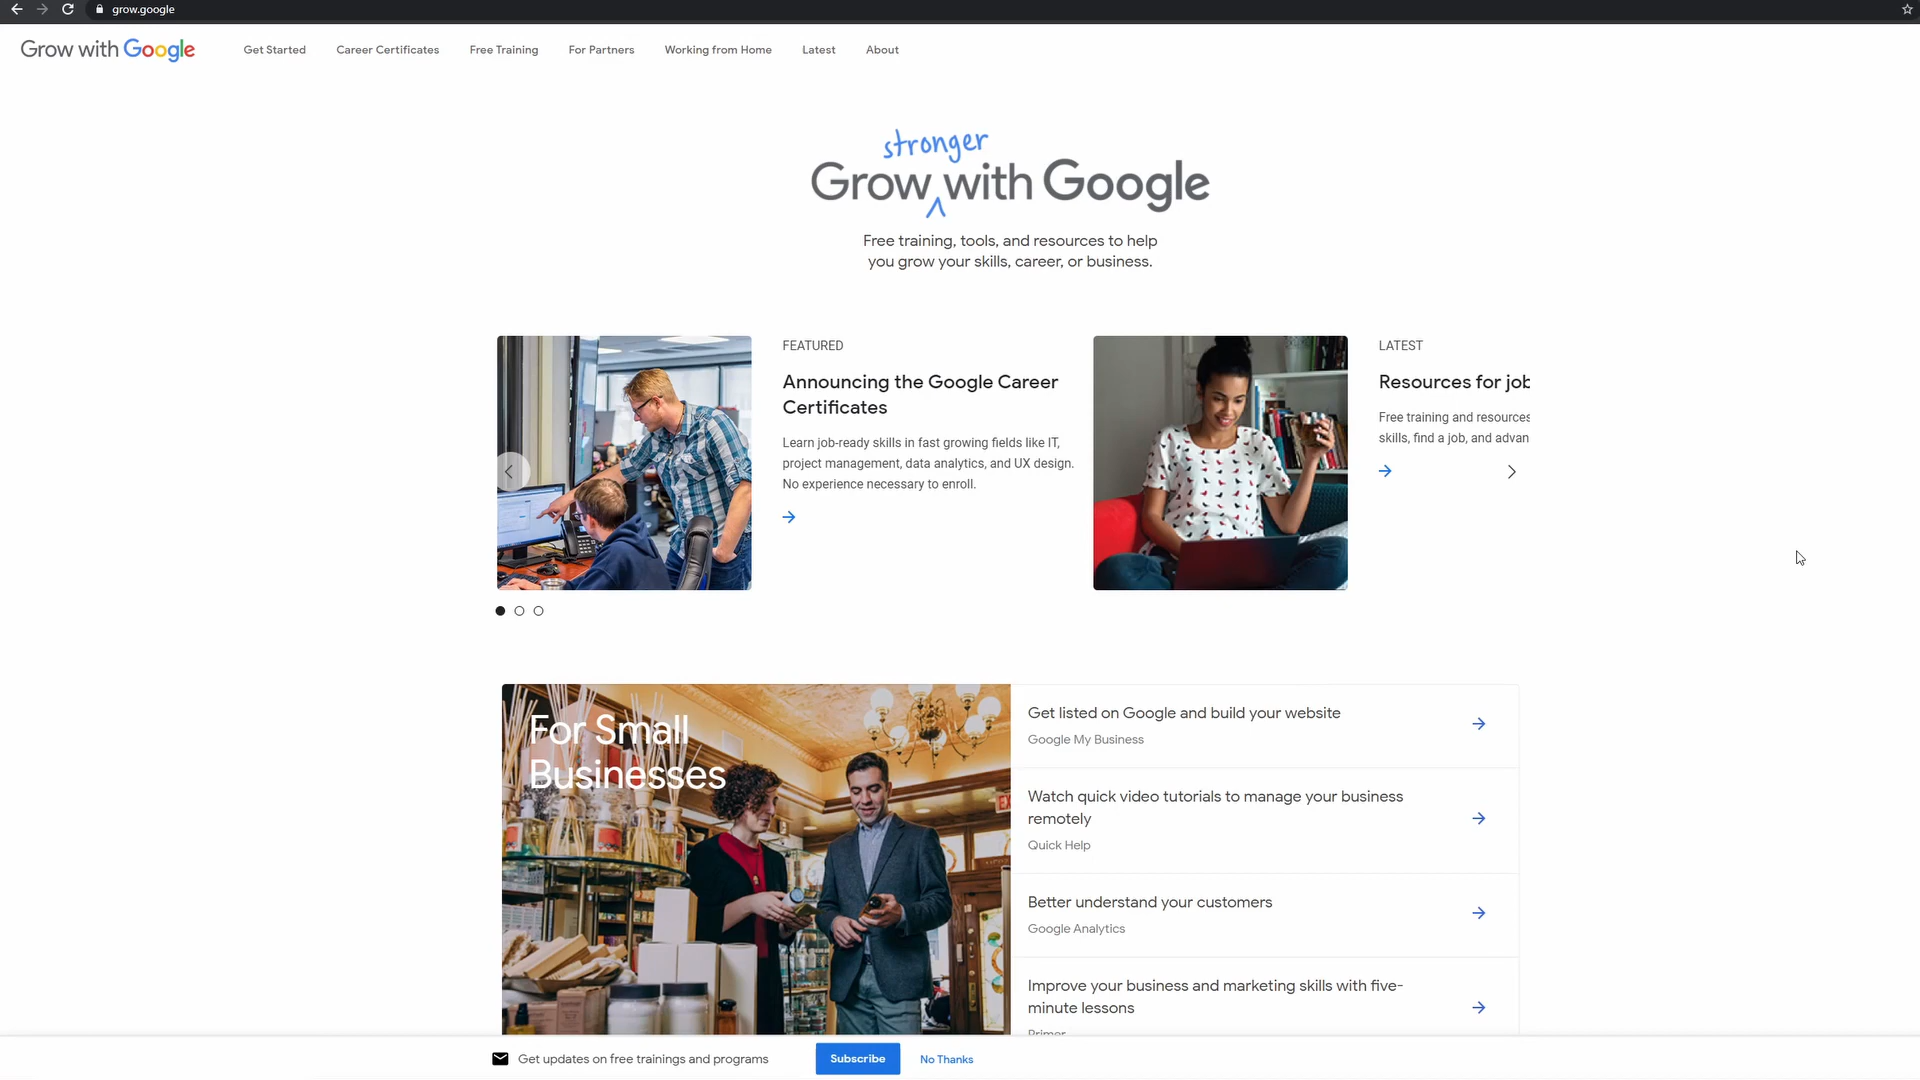 grow.google
Grow with Google
Get Started
Career Certificates
Free Training
For Partners
Working from Home
Latest
About
stronger
Grow with Google
Free training, tools, and resources to help
you grow your skills, career, or business.
FEATURED
Announcing the Google Career
Certificates
Learn job-ready skills in fast growing fields like IT,
project management, data analytics, and UX design.
No experience necessary to enroll.
LATEST
Resources for job
Free training and resources
skills, find a job, and advan
For Small
Businesses
Get listed on Google and build your website
Google My Business
Watch quick video tutorials to manage your business
remotely
Quick Help
Better understand your customers
Google Analytics
Improve your business and marketing skills with five-
minute lessons
Primer
Get updates on free trainings and programs
Subscribe
No Thanks